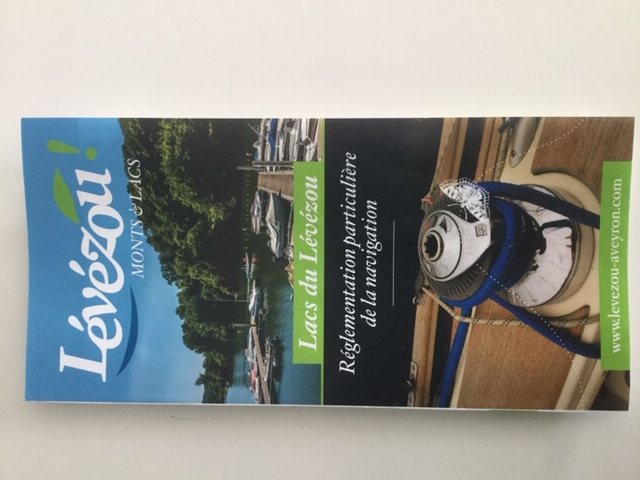 Lévézou !
MONTS & LACS
Lacs du Lévézou
Réglementation particulière
de la navigation
www.levezou-aveyron.com